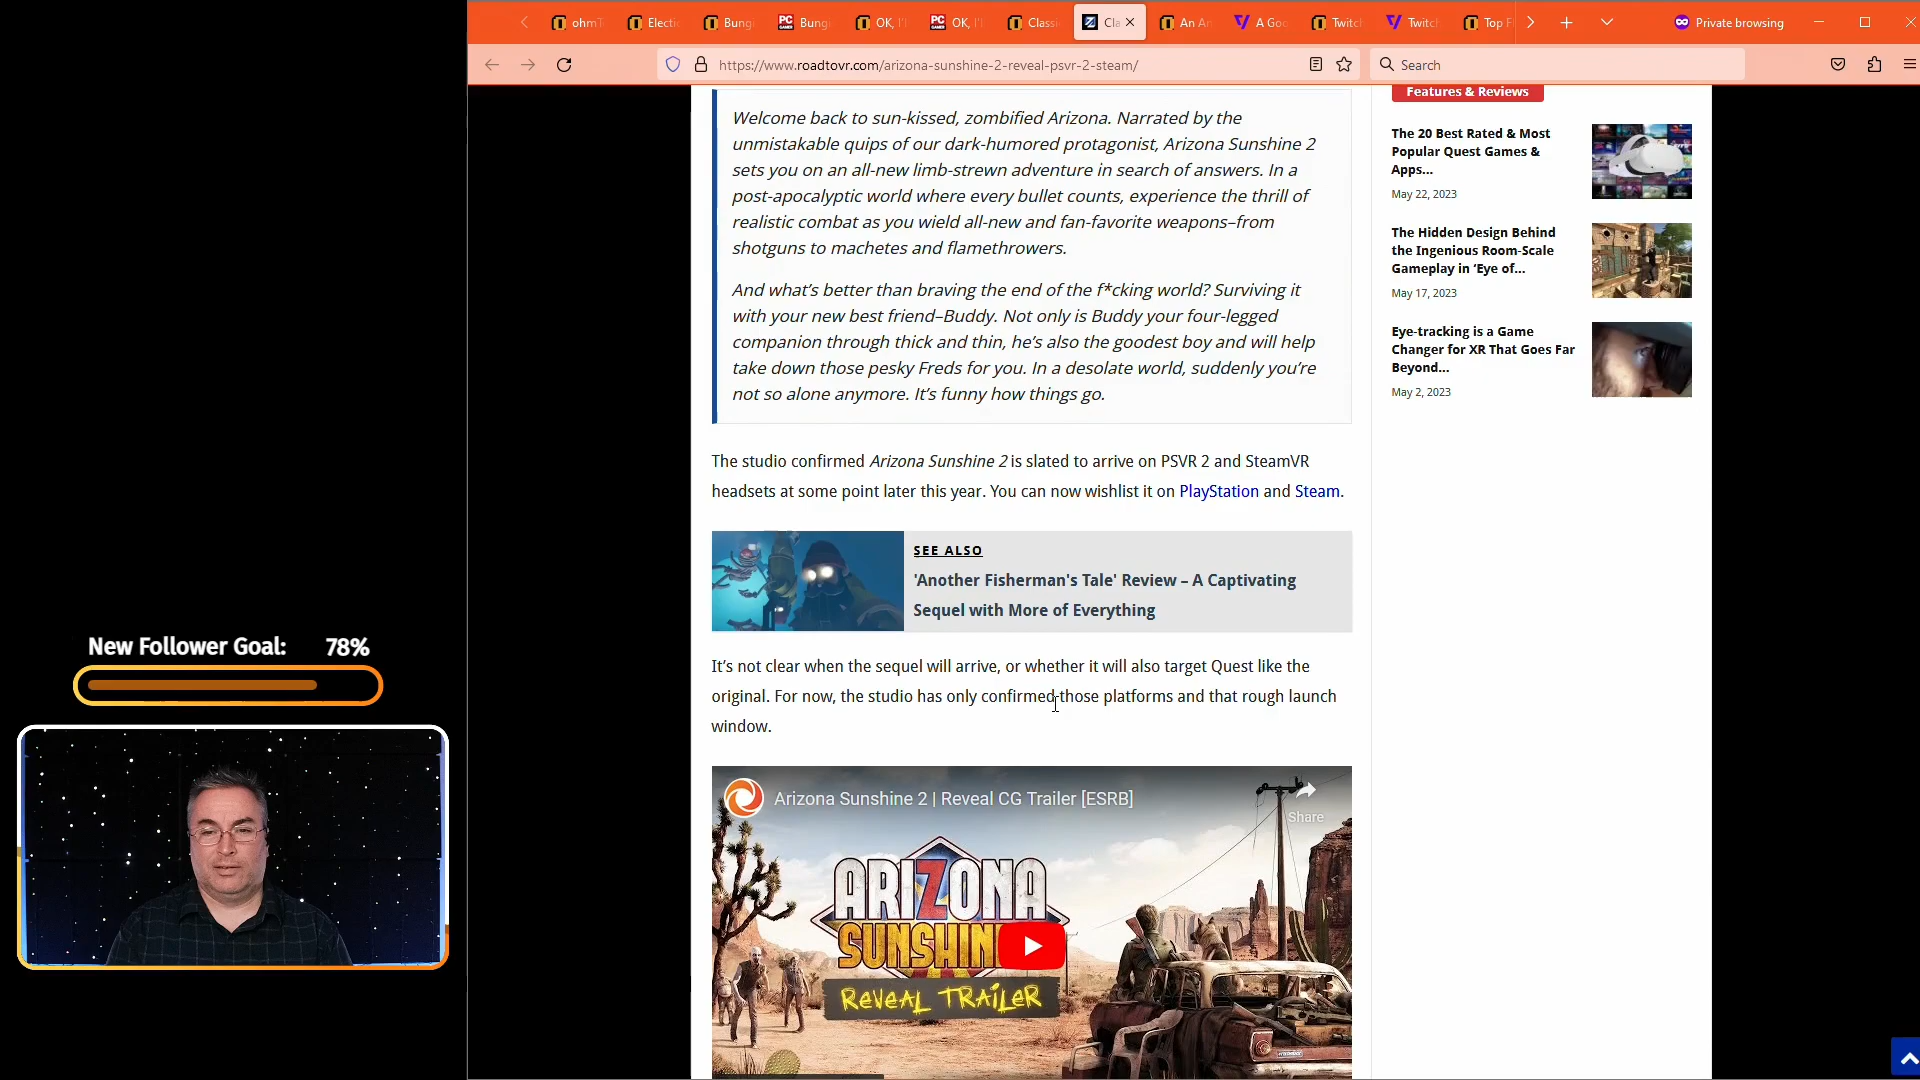 ohmT
Electi
Bungi
Bungi
OK, I'l
OK, I'l
Classi
Cla
An Ar
A Goo
Twitch
Twitch
Top F
Private browsing
https://www.roadtovr.com/arizona-sunshine-2-reveal-psvr-2-steam/
Search
Welcome back to sun-kissed, zombified Arizona. Narrated by the
unmistakable quips of our dark-humored protagonist, Arizona Sunshine 2
sets you on an all-new limb-strewn adventure in search of answers. In a
post-apocalyptic world where every bullet counts, experience the thrill of
realistic combat as you wield all-new and fan-favorite weapons–from
shotguns to machetes and flamethrowers.
And what’s better than braving the end of the f*cking world? Surviving it
with your new best friend–Buddy. Not only is Buddy your four-legged
companion through thick and thin, he’s also the goodest boy and will help
take down those pesky Freds for you. In a desolate world, suddenly you’re
not so alone anymore. It’s funny how things go.
The studio confirmed Arizona Sunshine 2 is slated to arrive on PSVR 2 and SteamVR
headsets at some point later this year. You can now wishlist it on PlayStation and Steam.
SEE ALSO
'Another Fisherman's Tale' Review – A Captivating
Sequel with More of Everything
It’s not clear when the sequel will arrive, or whether it will also target Quest like the
original. For now, the studio has only confirmed those platforms and that rough launch
window.
Arizona Sunshine 2 | Reveal CG Trailer [ESRB]
Share
ARIZONA
SUNSHIN
REVEAL TRAILER
Features & Reviews
The 20 Best Rated & Most
Popular Quest Games &
Apps…
May 22, 2023
The Hidden Design Behind
the Ingenious Room-Scale
Gameplay in ‘Eye of…
May 17, 2023
Eye-tracking is a Game
Changer for XR That Goes Far
Beyond…
May 2, 2023
New Follower Goal: 78%